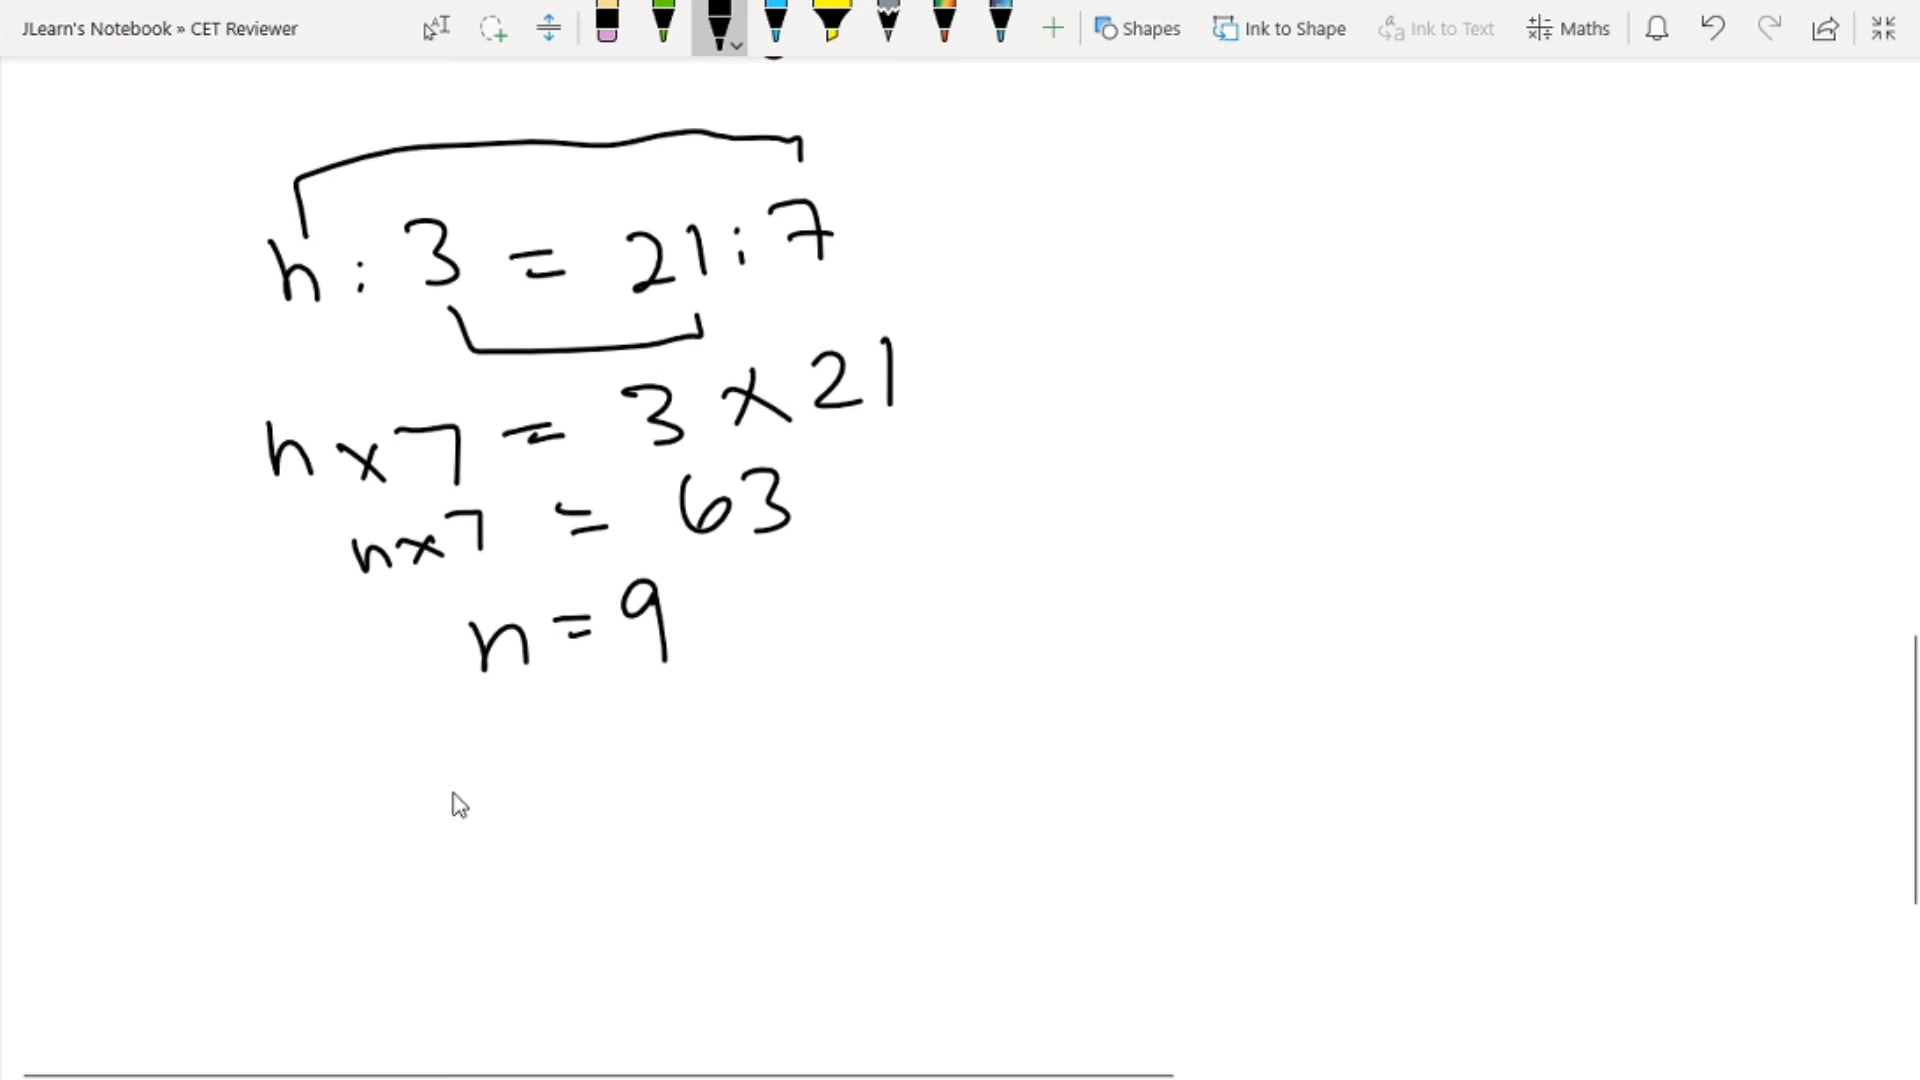 JLearn's Notebook » CET Reviewer Shapes Ink to Shape Ink to Text Maths
n : 3 = 21 : 7
n x 7 = 3 x 21
n x 7 = 63
n = 9